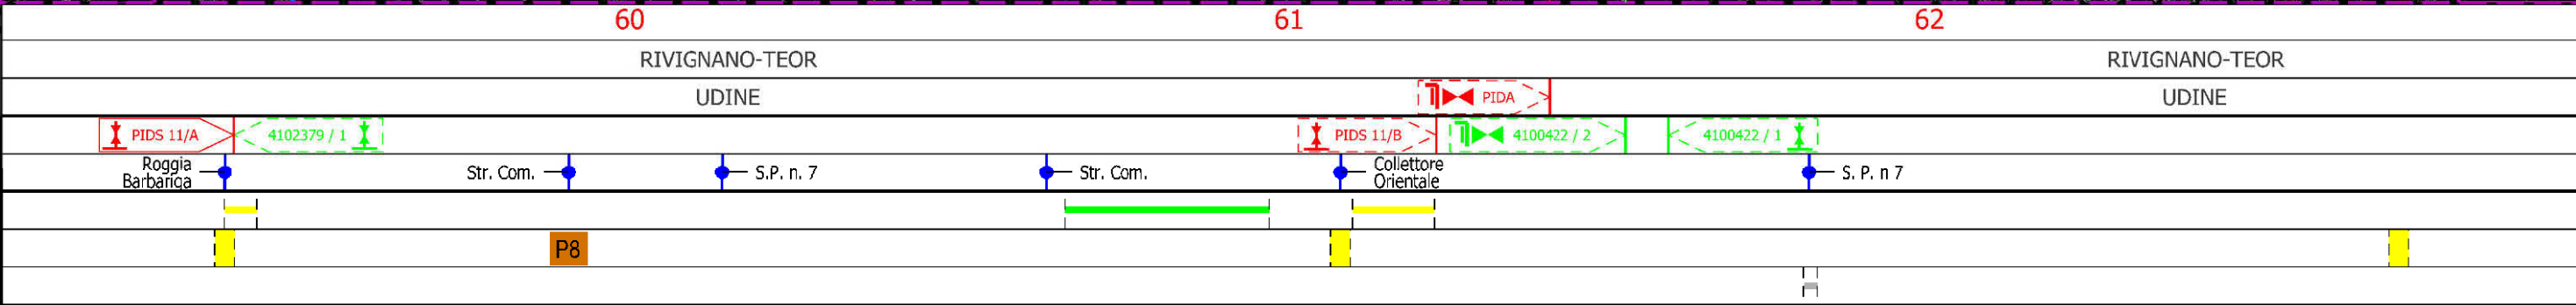 60 61 62
RIVIGNANO-TEOR RIVIGNANO-TEOR
UDINE PIDA UDINE
PIDS 11/A 4102379 / 1 PIDS 11/B 4100422 / 2 4100422 / 1
Roggia
Barbariga
Str. Com.
S.P. n. 7
Str. Com.
Collettore
Orientale
S. P. n 7
P8